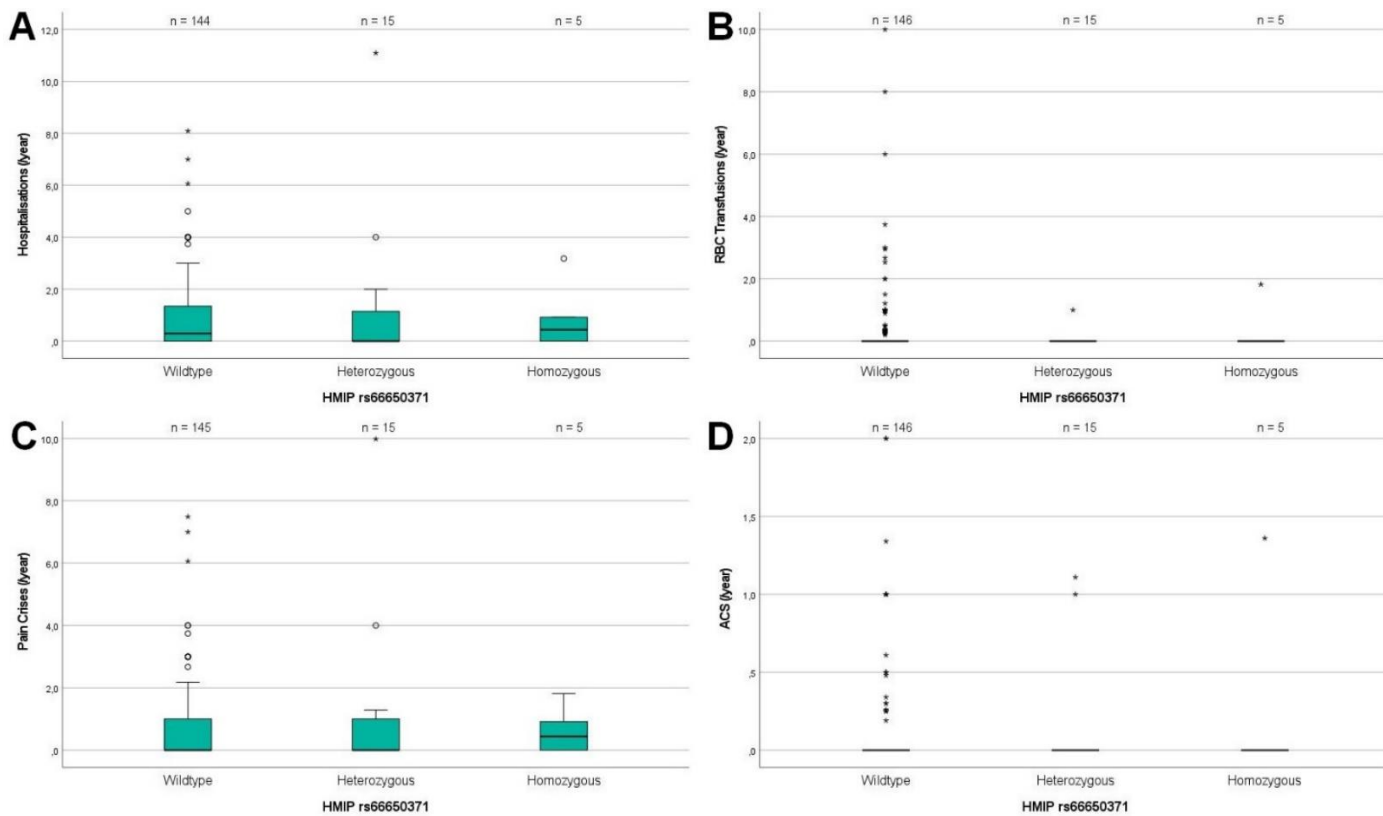 A
n = 144
n = 15
n = 5
12,0
10,0
8,0
6,0
4,0
2,0
,0
Hospitalisations (/year)
Wildtype
Heterozygous
Homozygous
HMIP rs66650371
B
n = 146
n = 15
n = 5
10,0
8,0
6,0
4,0
2,0
,0
RBC Transfusions (/year)
Wildtype
Heterozygous
Homozygous
HMIP rs66650371
C
n = 145
n = 15
n = 5
10,0
8,0
6,0
4,0
2,0
,0
Pain Crises (/year)
Wildtype
Heterozygous
Homozygous
HMIP rs66650371
D
n = 146
n = 15
n = 5
2,0
1,5
1,0
,5
,0
ACS (/year)
Wildtype
Heterozygous
Homozygous
HMIP rs66650371